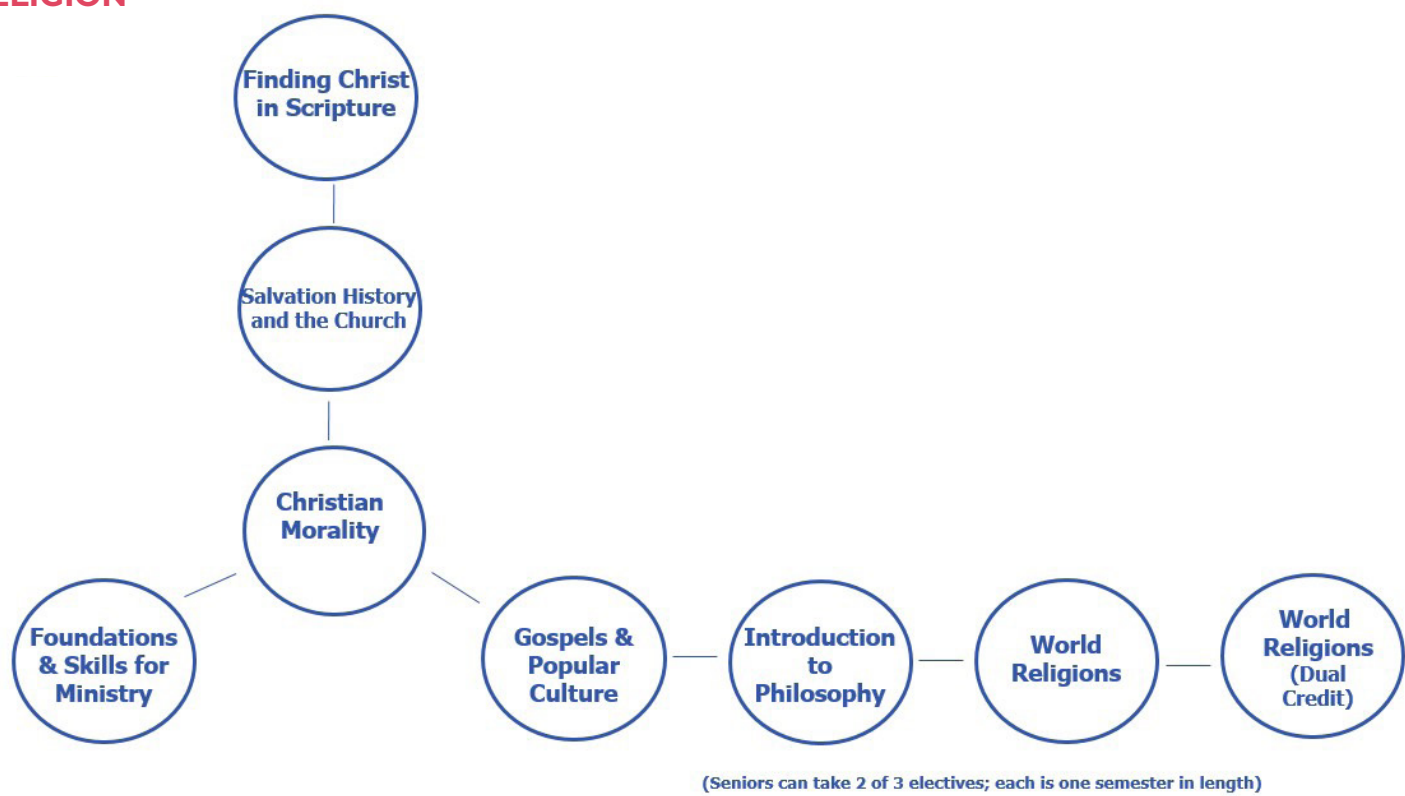 Finding Christ
in Scripture
Salvation History
and the Church
Christian
Morality
Foundations
& Skills for
Ministry
Gospels &
Popular
Culture
Introduction
to
Philosophy
World
Religions
World
Religions
(Dual
Credit)
(Seniors can take 2 of 3 electives; each is one semester in length)